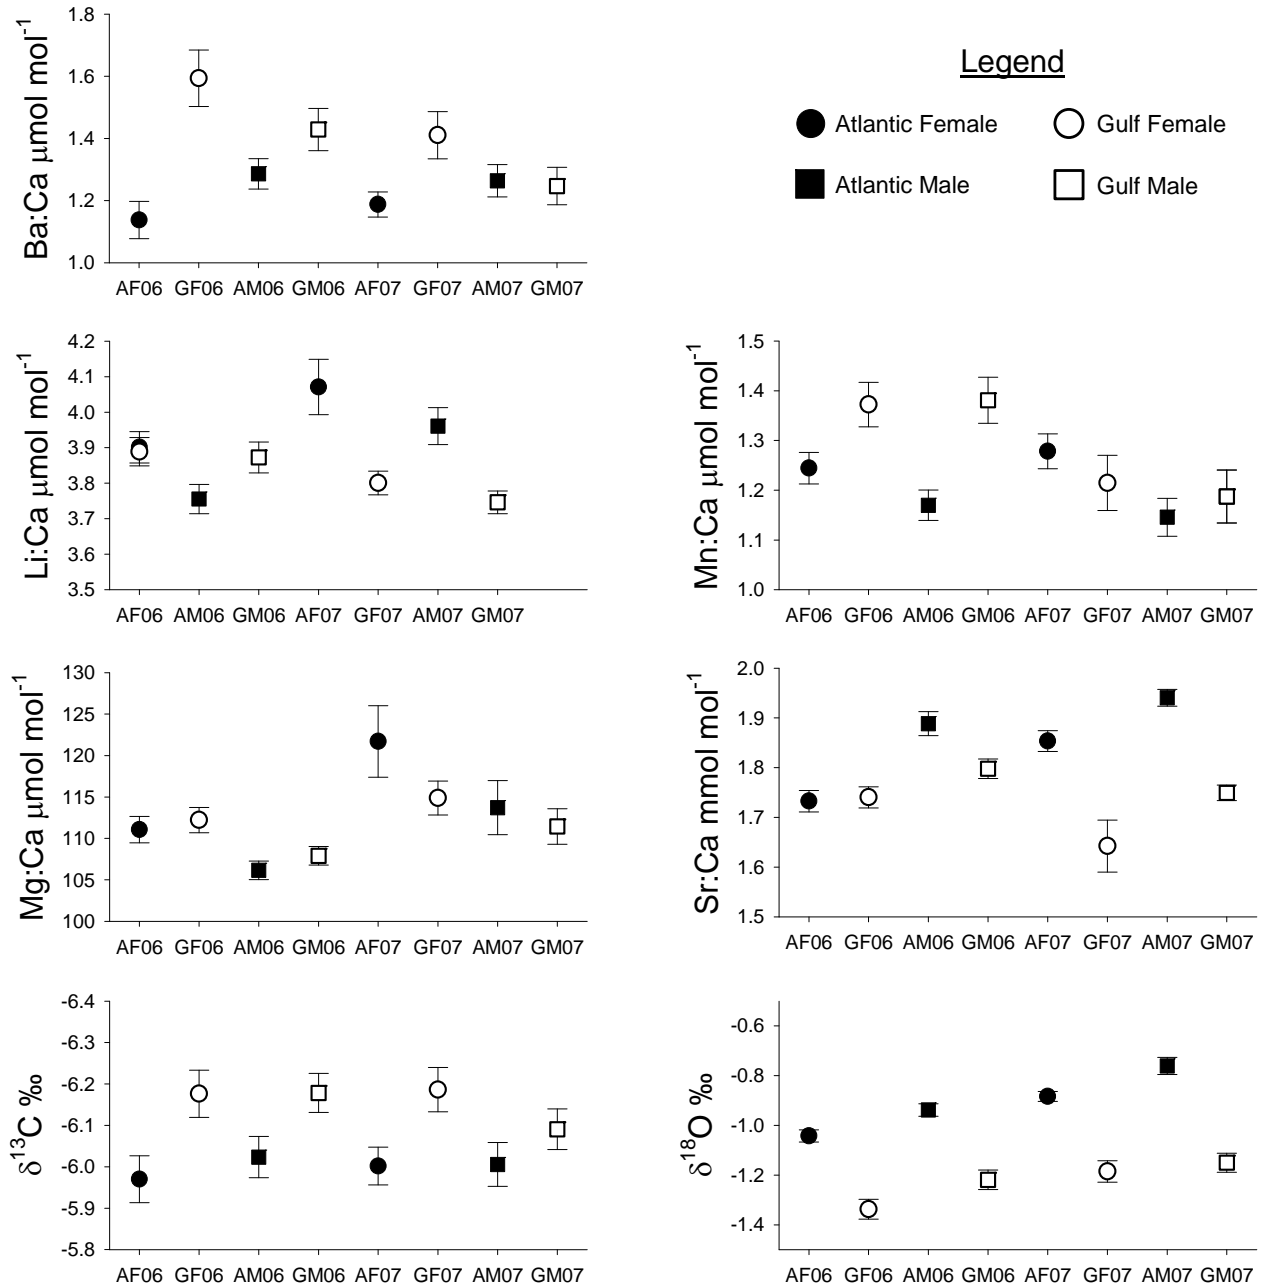 Legend
Atlantic Female
Gulf Female
Atlantic Male
Gulf Male
Ba:Ca μmol mol⁻¹
1.8
1.6
1.4
1.2
1.0
AF06 GF06 AM06 GM06 AF07 GF07 AM07 GM07
Li:Ca μmol mol⁻¹
4.2
4.1
4.0
3.9
3.8
3.7
3.6
3.5
AF06 AM06 GM06 AF07 GF07 AM07 GM07
Mn:Ca μmol mol⁻¹
1.5
1.4
1.3
1.2
1.1
1.0
AF06 GF06 AM06 GM06 AF07 GF07 AM07 GM07
Mg:Ca μmol mol⁻¹
130
125
120
115
110
105
100
AF06 GF06 AM06 GM06 AF07 GF07 AM07 GM07
Sr:Ca mmol mol⁻¹
2.0
1.9
1.8
1.7
1.6
1.5
AF06 GF06 AM06 GM06 AF07 GF07 AM07 GM07
δ¹³C ‰
-6.4
-6.3
-6.2
-6.1
-6.0
-5.9
-5.8
AF06 GF06 AM06 GM06 AF07 GF07 AM07 GM07
δ¹⁸O ‰
-0.6
-0.8
-1.0
-1.2
-1.4
AF06 GF06 AM06 GM06 AF07 GF07 AM07 GM07